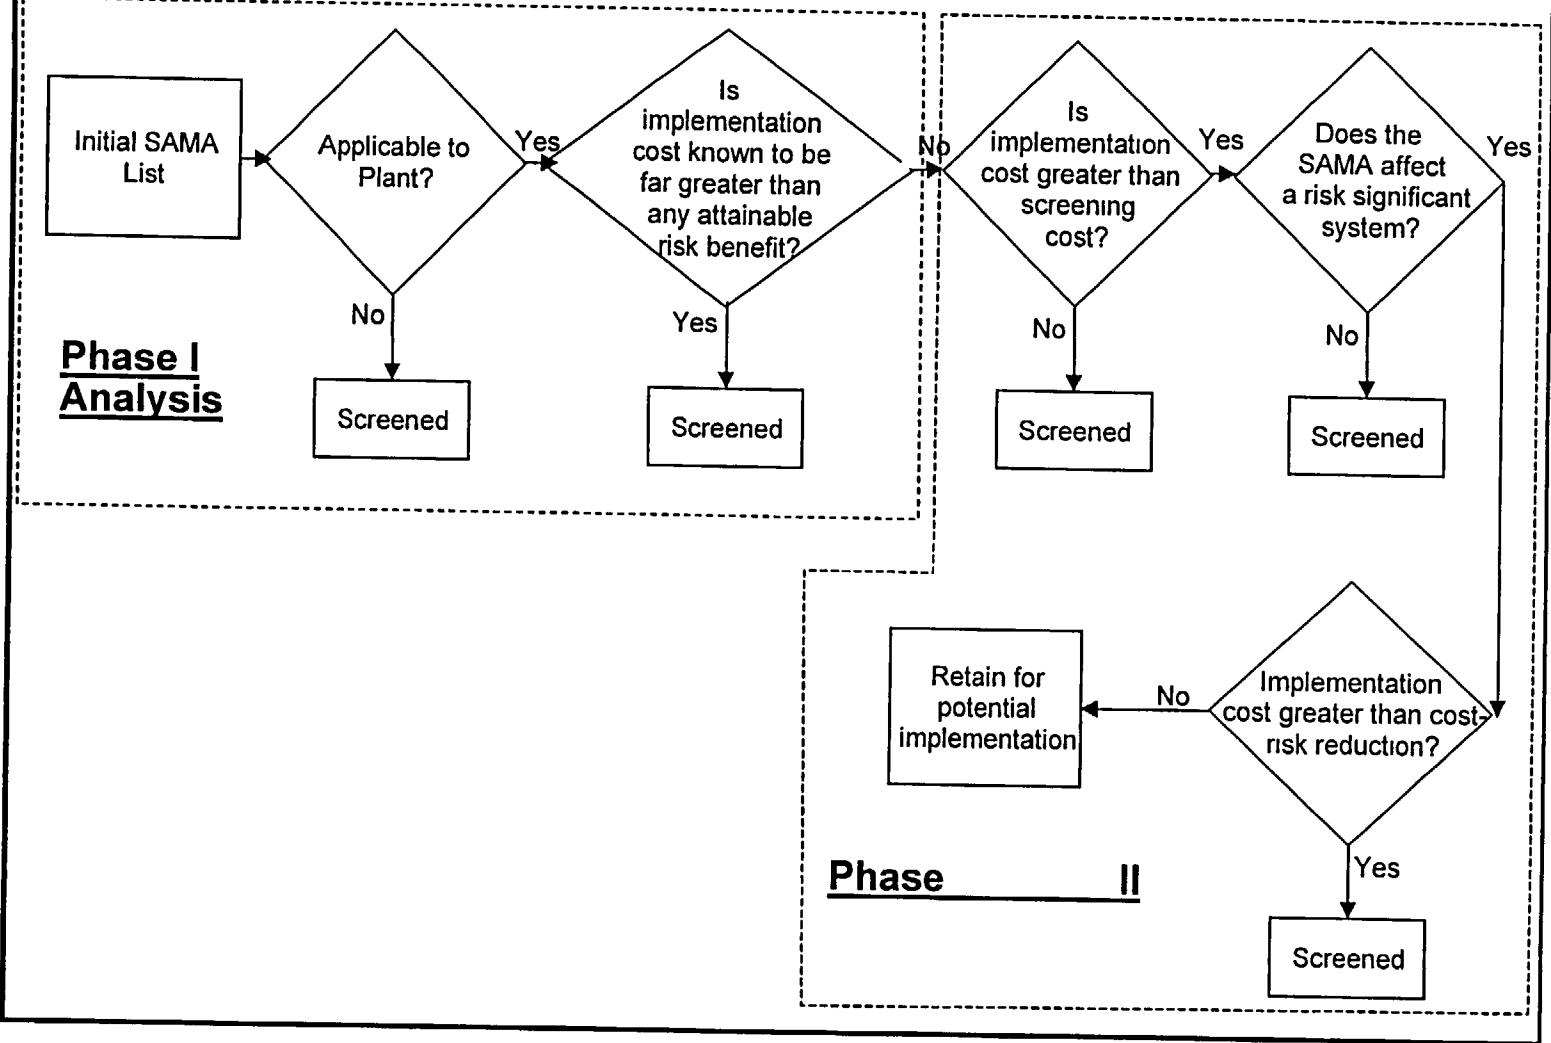 Initial SAMA
List
Applicable to
Plant?
Yes
No
Screened
Is
implementation
cost known to be
far greater than
any attainable
risk benefit?
No
Yes
Screened
Phase I
Analysis
Is
implementation
cost greater than
screening
cost?
Yes
No
Screened
Does the
SAMA affect
a risk significant
system?
Yes
No
Screened
Implementation
cost greater than cost-
risk reduction?
No
Retain for
potential
implementation
Yes
Screened
Phase II